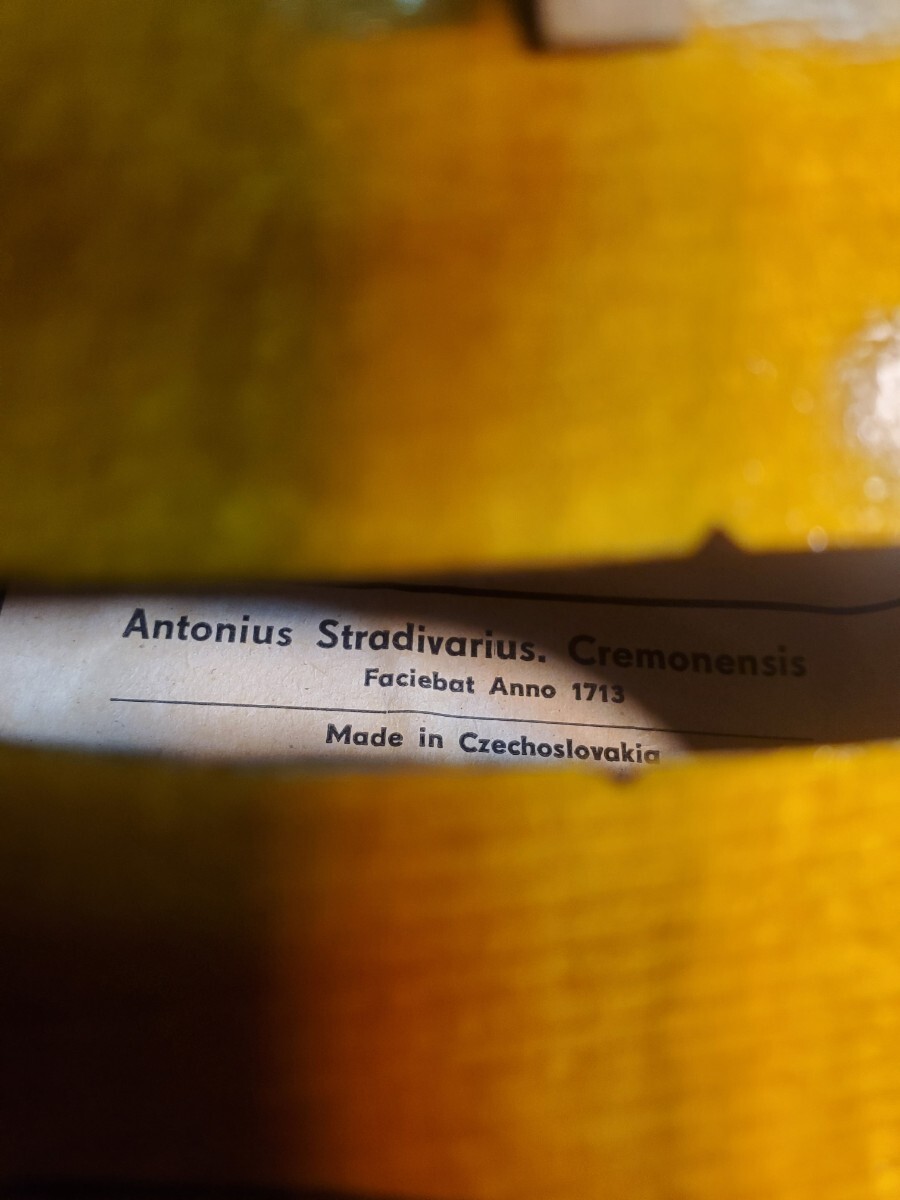 Antonius Stradivarius. Cremonensis
Faciebat Anno 1713
Made in Czechoslovakia